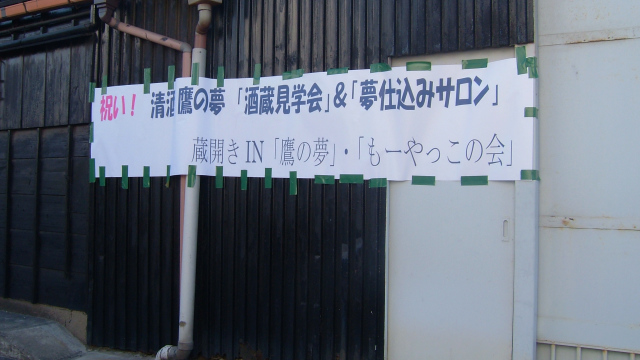 祝い! 清酒鷹の夢「酒蔵見学会」&「夢仕込みサロン」
蔵開きIN「鷹の夢」・「もーやっこの会」